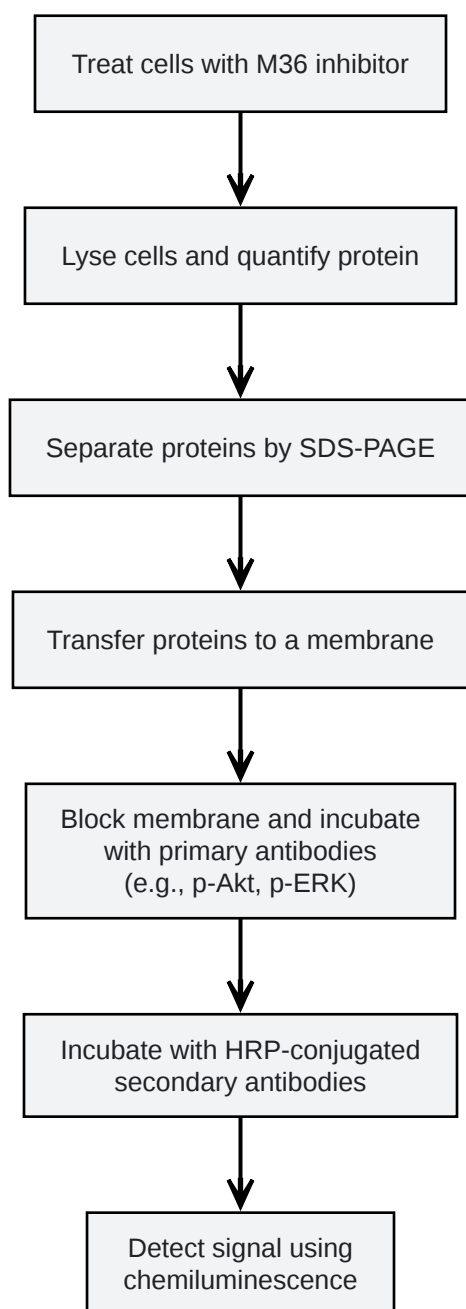 Treat cells with M36 inhibitor
Lyse cells and quantify protein
Separate proteins by SDS-PAGE
Transfer proteins to a membrane
Block membrane and incubate
with primary antibodies
(e.g., p-Akt, p-ERK)
Incubate with HRP-conjugated
secondary antibodies
Detect signal using
chemiluminescence